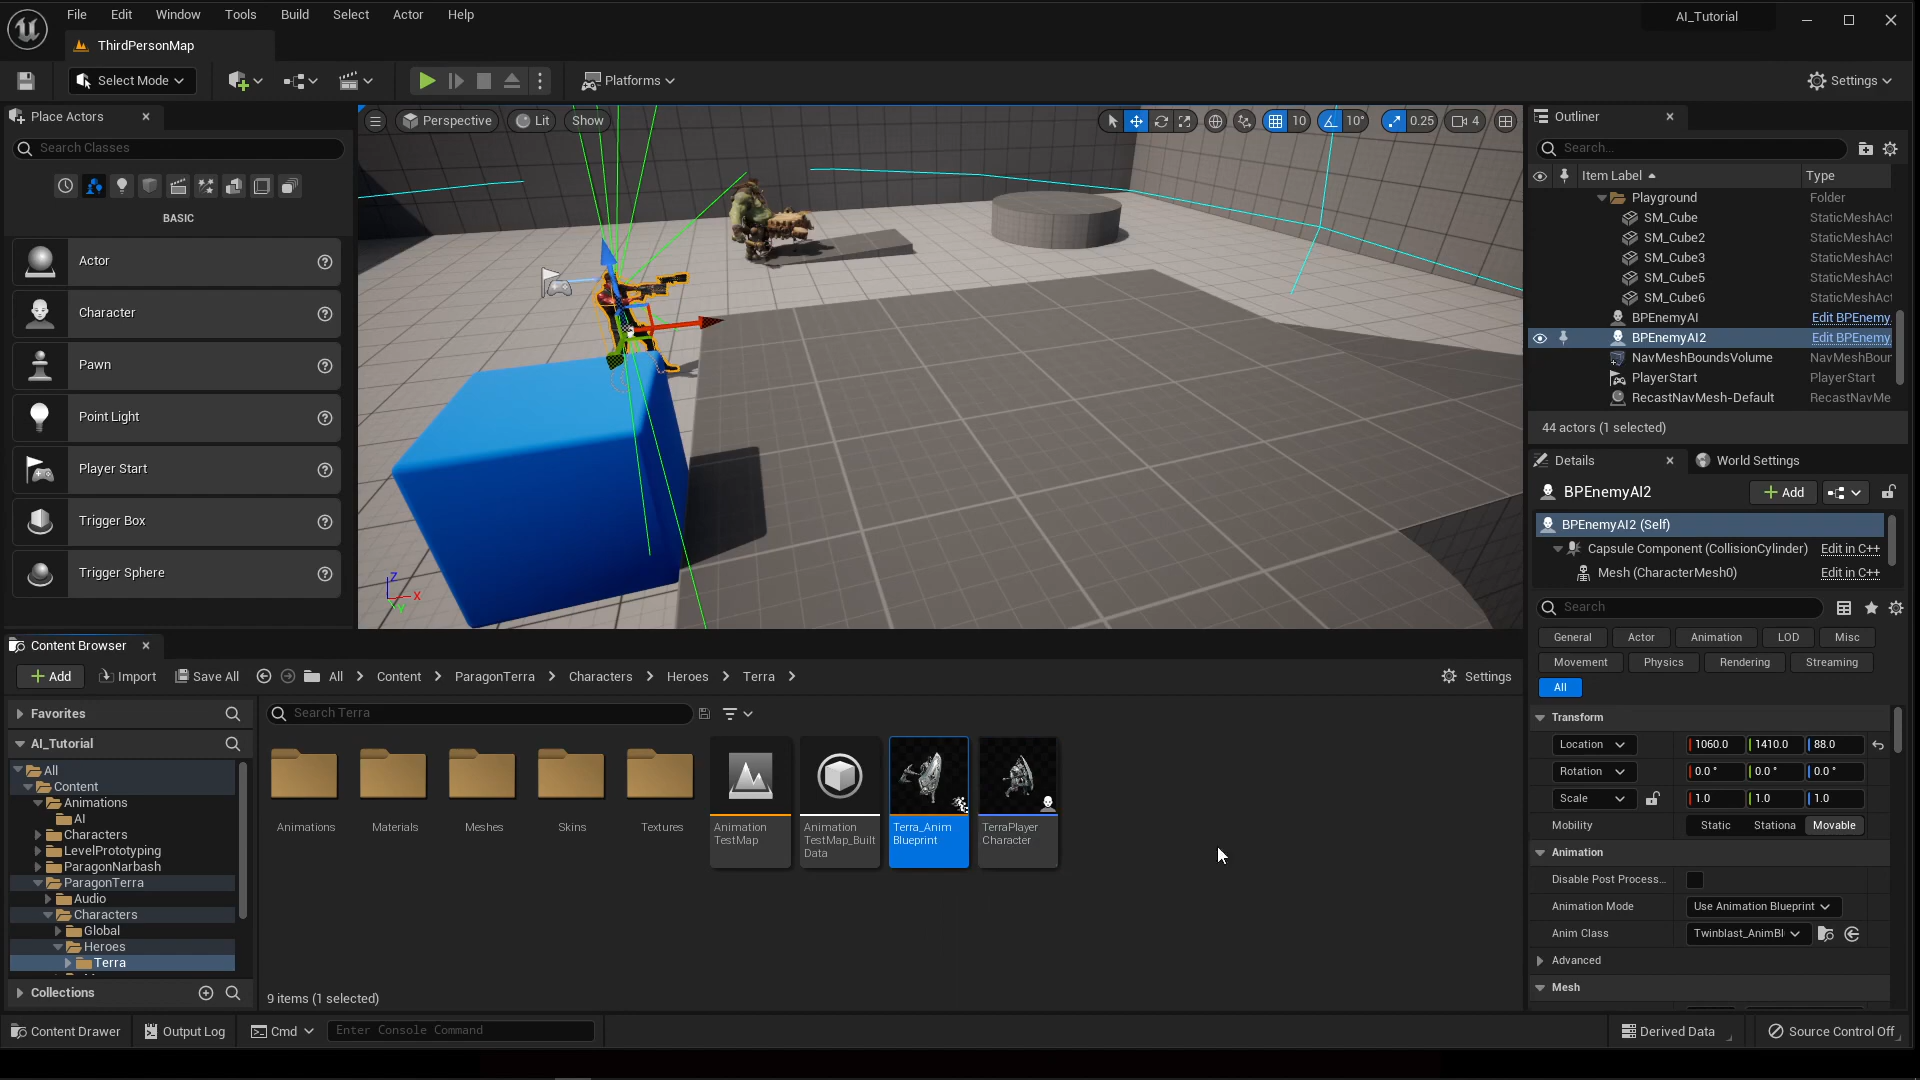 File Edit Window Tools Build Select Actor Help
AI_Tutorial
ThirdPersonMap
Select Mode
Platforms
Settings
Place Actors
Search Classes
BASIC
Actor
Character
Pawn
Point Light
Player Start
Trigger Box
Trigger Sphere
Perspective
Lit
Show
10
10°
0.25
4
Z
X
Y
Outliner
Search...
Item Label
Type
Playground Folder
SM_Cube StaticMeshAct
SM_Cube2 StaticMeshAct
SM_Cube3 StaticMeshAct
SM_Cube5 StaticMeshAct
SM_Cube6 StaticMeshAct
BPEnemyAI Edit BPEnemy
BPEnemyAI2 Edit BPEnemy
NavMeshBoundsVolume NavMeshBoun
PlayerStart PlayerStart
RecastNavMesh-Default RecastNavMe
44 actors (1 selected)
Details
World Settings
BPEnemyAI2
Add
BPEnemyAI2 (Self)
Capsule Component (CollisionCylinder) Edit in C++
Mesh (CharacterMesh0) Edit in C++
Search
General Actor Animation LOD Misc
Movement Physics Rendering Streaming
All
Transform
Location 1060.0 1410.0 88.0
Rotation 0.0 ° 0.0 ° 0.0 °
Scale 1.0 1.0 1.0
Mobility Static Stationa Movable
Animation
Disable Post Process...
Animation Mode Use Animation Blueprint
Anim Class Twinblast_AnimBl
Advanced
Mesh
Content Browser
Add
Import
Save All
All
Content
ParagonTerra
Characters
Heroes
Terra
Settings
Favorites
AI_Tutorial
All
Content
Animations
AI
Characters
LevelPrototyping
ParagonNarbash
ParagonTerra
Audio
Characters
Global
Heroes
Terra
Collections
Search Terra
Animations
Materials
Meshes
Skins
Textures
Animation
TestMap
Animation
TestMap_Built
Data
Terra_Anim
Blueprint
TerraPlayer
Character
9 items (1 selected)
Content Drawer
Output Log
Cmd
Enter Console Command
Derived Data
Source Control Off